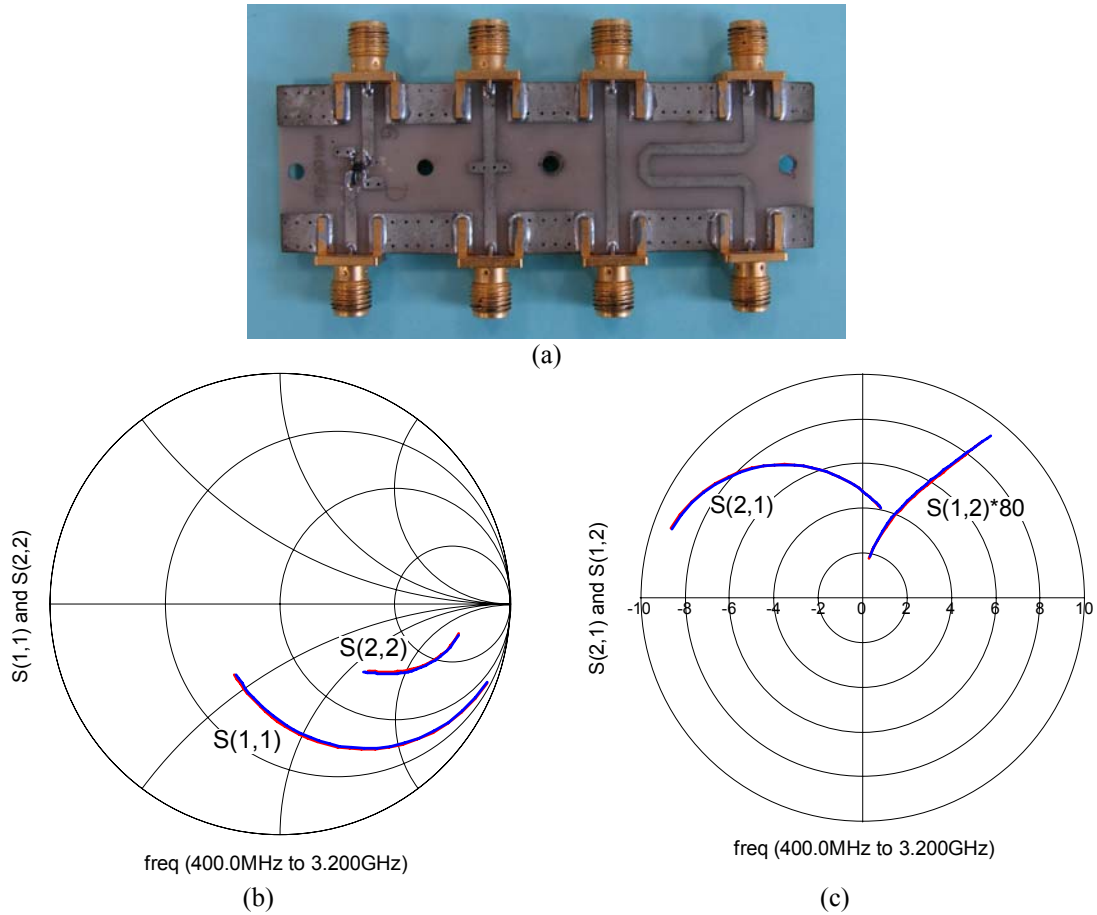 (a)
S(1,1) and S(2,2)
S(2,2)
S(1,1)
freq (400.0MHz to 3.200GHz)
(b)
S(2,1) and S(1,2)
S(2,1)
S(1,2)*80
-10 -8 -6 -4 -2 0 2 4 6 8 10
freq (400.0MHz to 3.200GHz)
(c)